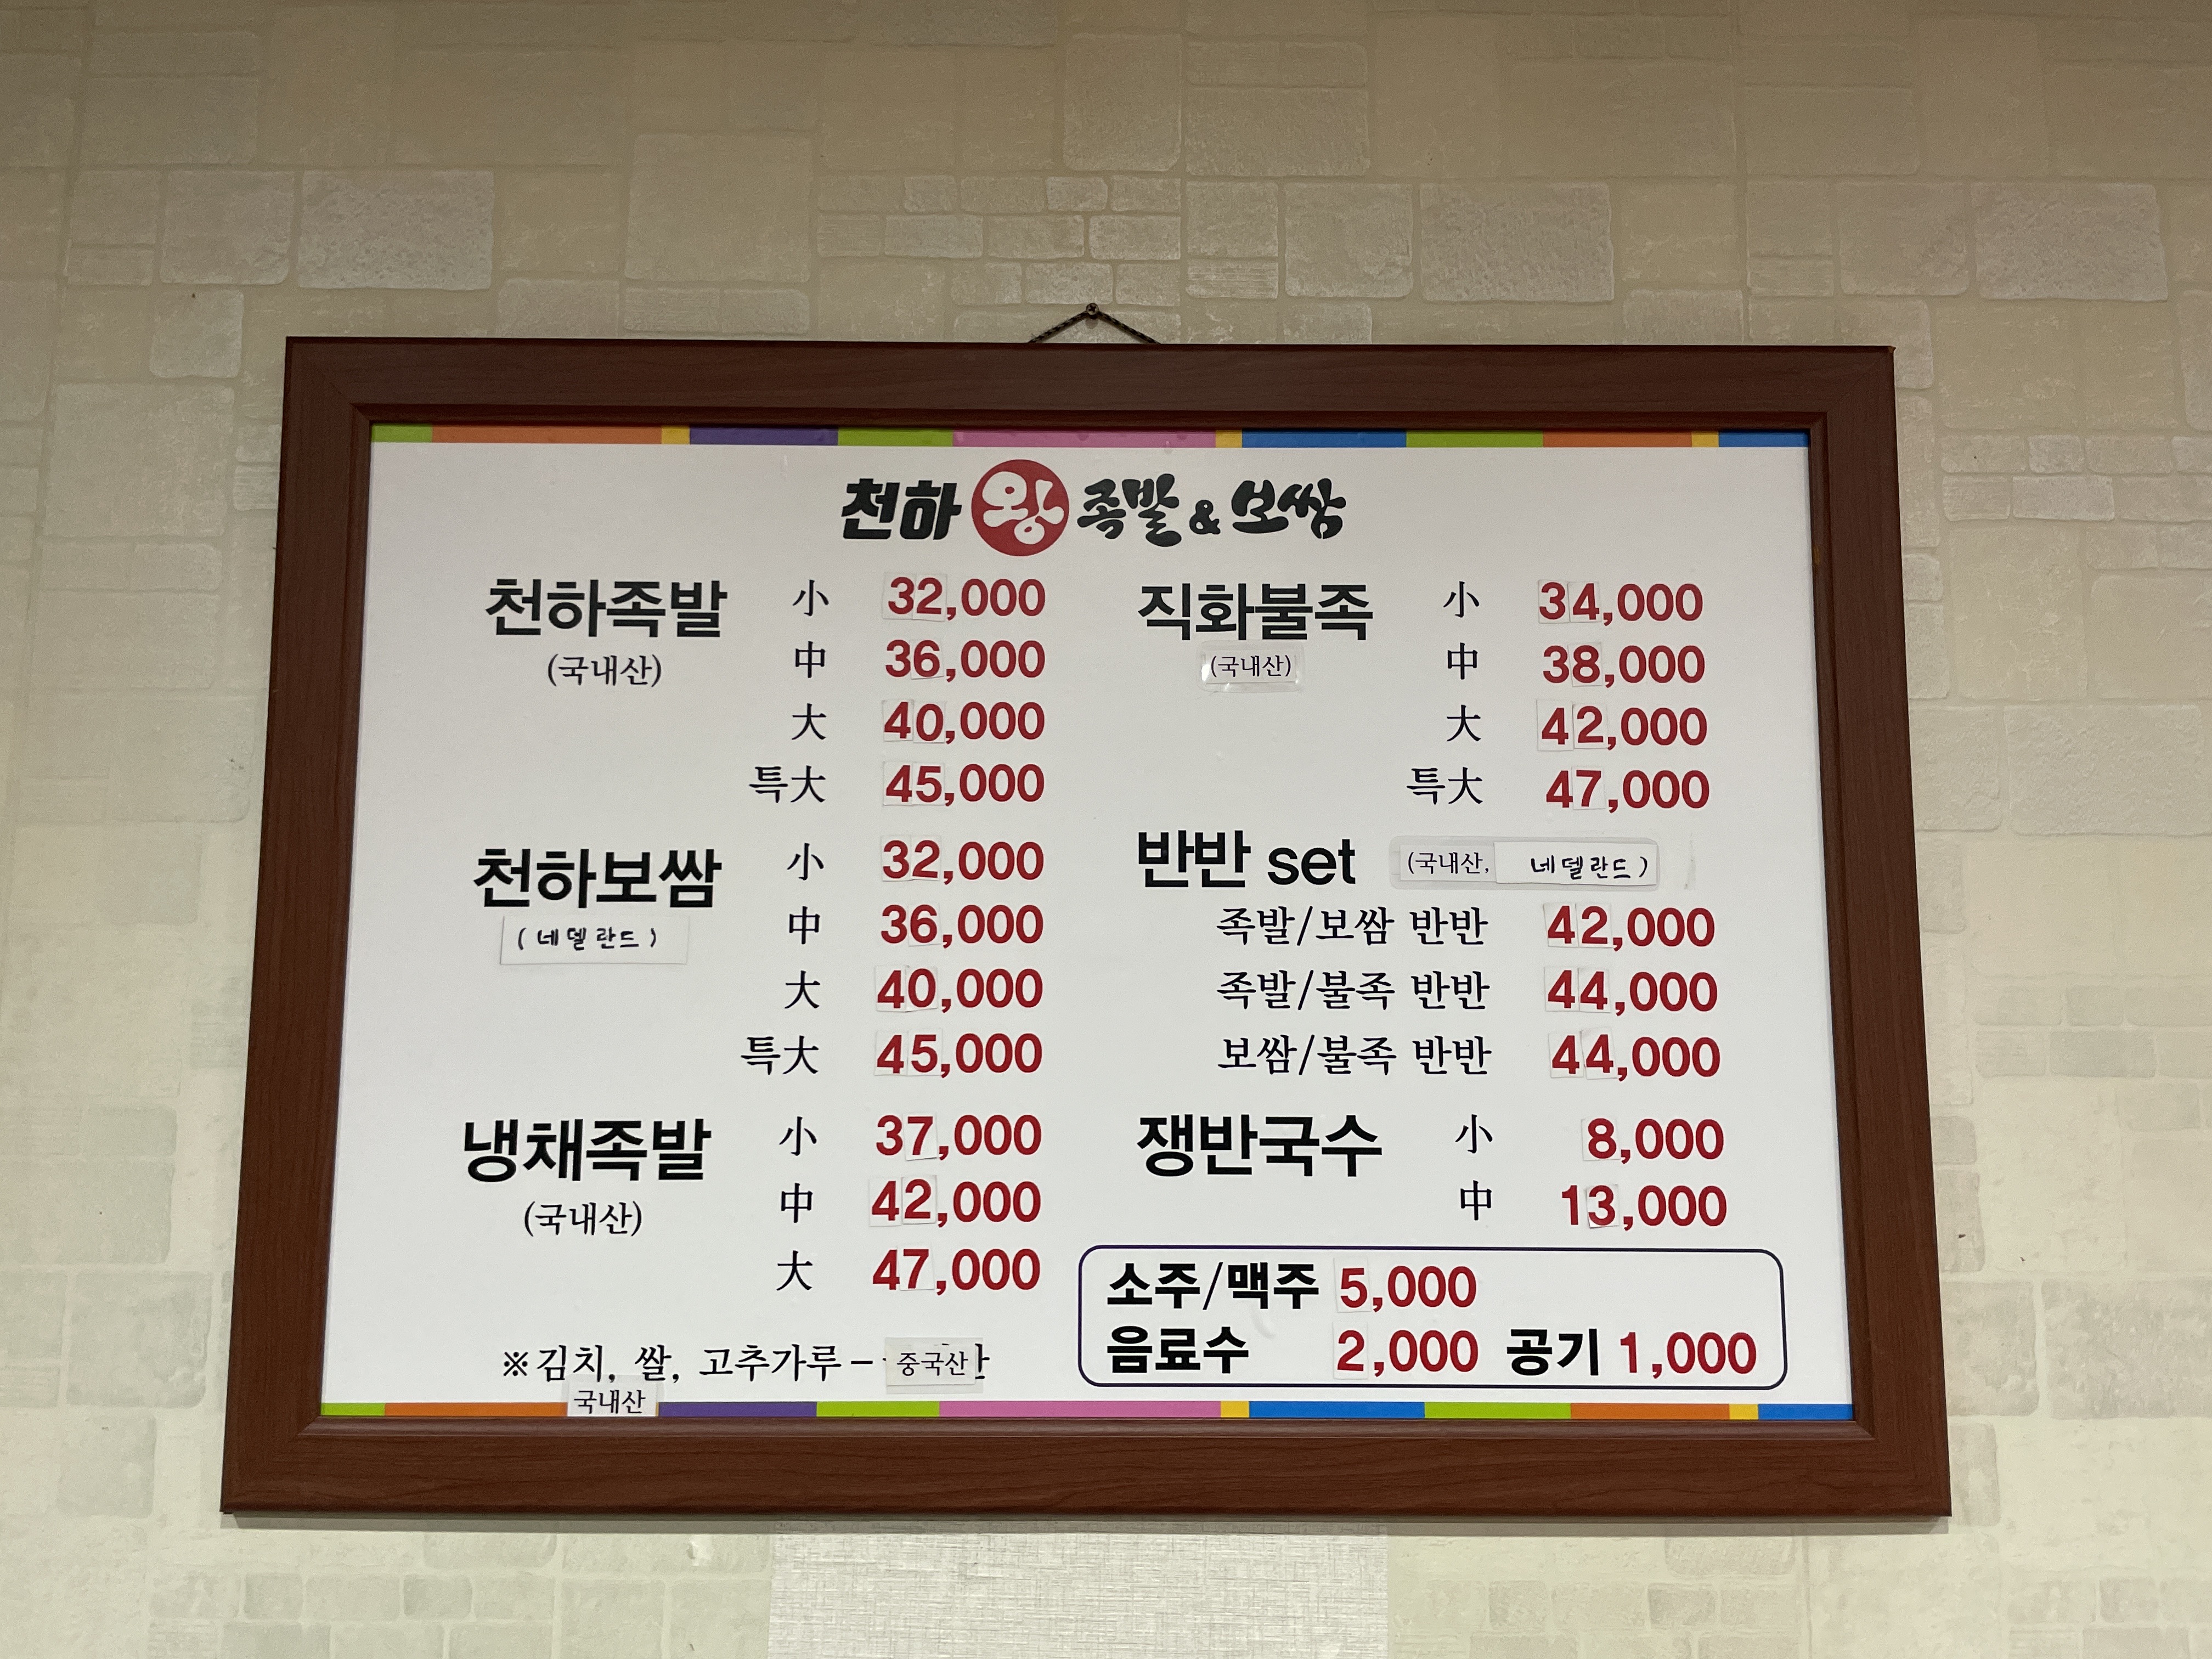 천하왕족발&보쌈
천하족발 小 32,000
(국내산) 中 36,000
大 40,000
특大 45,000
천하보쌈 小 32,000
(네델란드) 中 36,000
大 40,000
특大 45,000
냉채족발 小 37,000
(국내산) 中 42,000
大 47,000
※김치, 쌀, 고추가루- 중국산
국내산
직화불족 小 34,000
(국내산) 中 38,000
大 42,000
특大 47,000
반반 set (국내산, 네델란드)
족발/보쌈 반반 42,000
족발/불족 반반 44,000
보쌈/불족 반반 44,000
쟁반국수 小 8,000
中 13,000
소주/맥주 5,000
음료수 2,000 공기 1,000